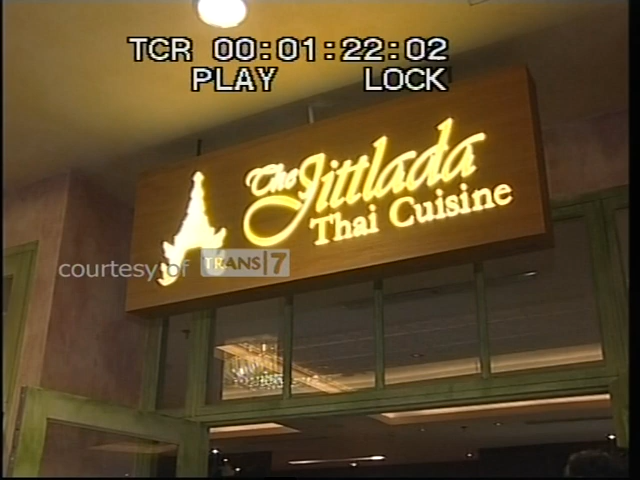 TCR 00:01:22:02
PLAY LOCK
The Jittlada
Thai Cuisine
courtesy of TRANS|7